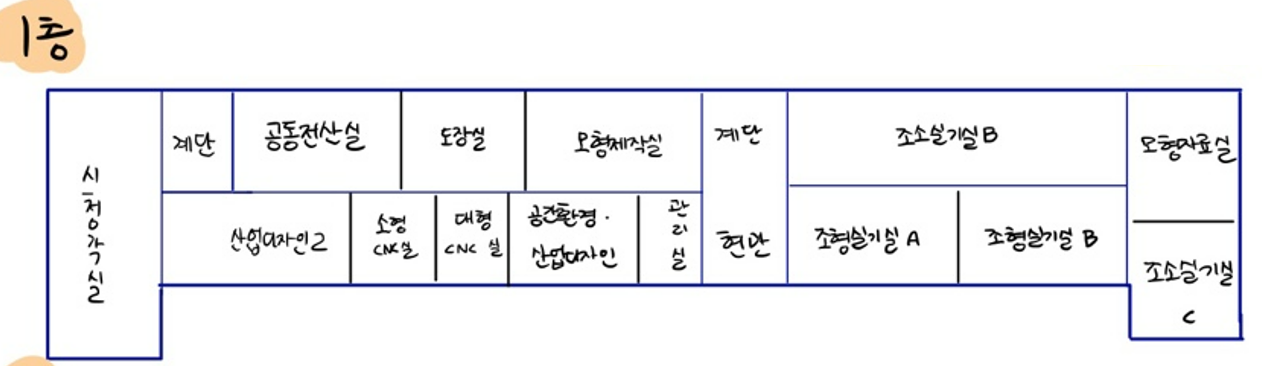 1층
시청각실
계단
공동전산실
도장실
모형제작실
계단
조소실기실 B
모형자료실
산업디자인2
소형
CNC실
대형
CNC 실
공간환경·
산업디자인
관리실
현관
조형실기실 A
조형실기실 B
조소실기실
C